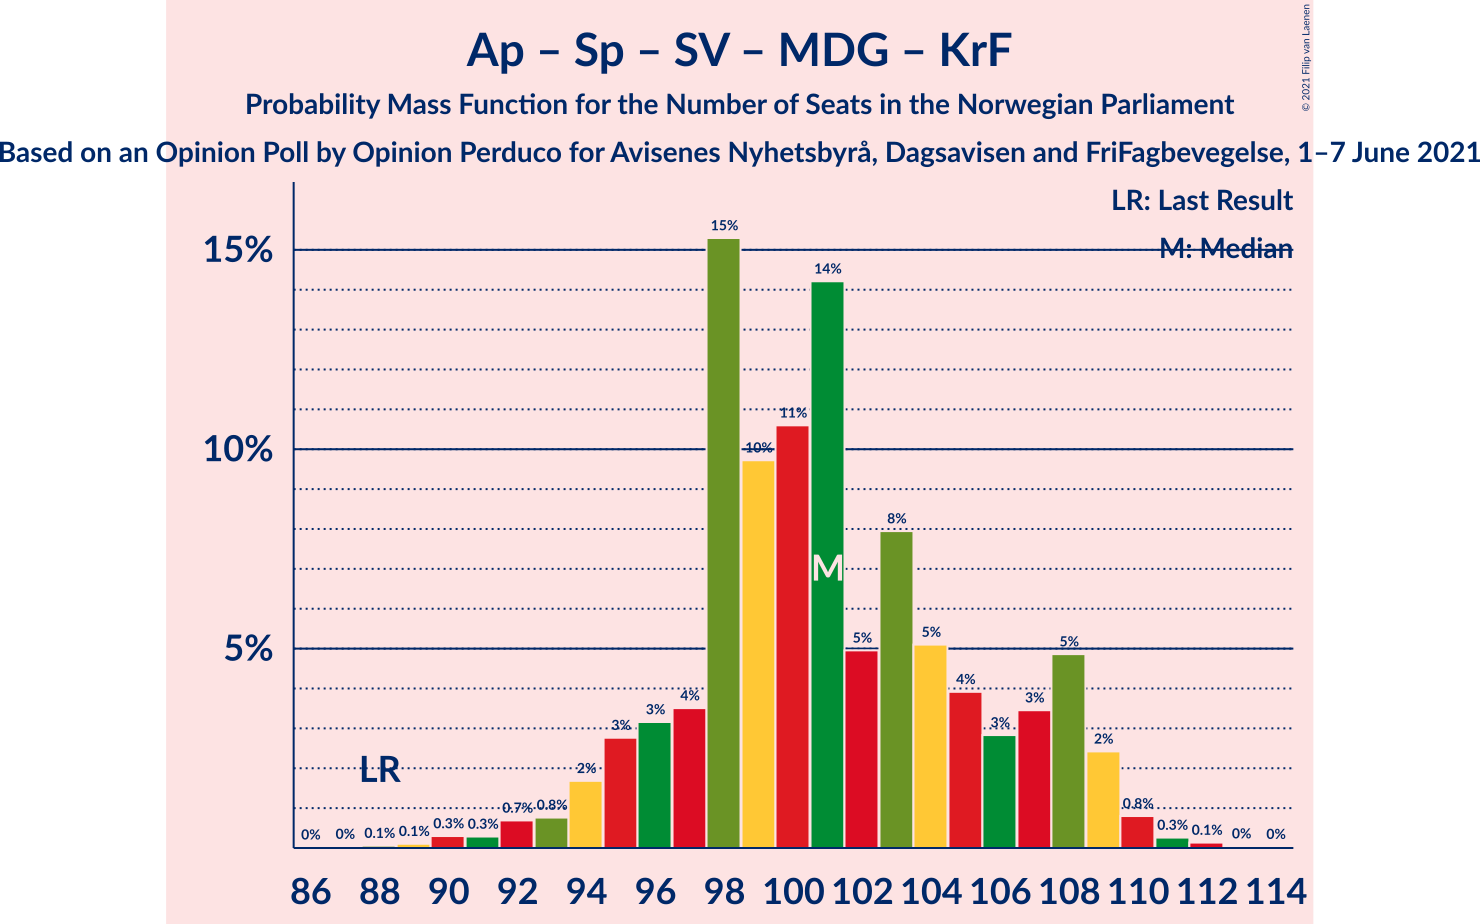 Ap – Sp – SV – MDG – KrF
Probability Mass Function for the Number of Seats in the Norwegian Parliament
Based on an Opinion Poll by Opinion Perduco for Avisenes Nyhetsbyrå, Dagsavisen and FriFagbevegelse, 1–7 June 2021
© 2021 Filip van Laenen
LR: Last Result
M: Median
15%
10%
5%
0% 0% 0.1% 0.1% 0.3% 0.3% 0.7% 0.8% 2% 3% 3% 4% 15% 10% 11% 14% 5% 8% 5% 4% 3% 3% 5% 2% 0.8% 0.3% 0.1% 0% 0%
LR
M
86 88 90 92 94 96 98 100 102 104 106 108 110 112 114